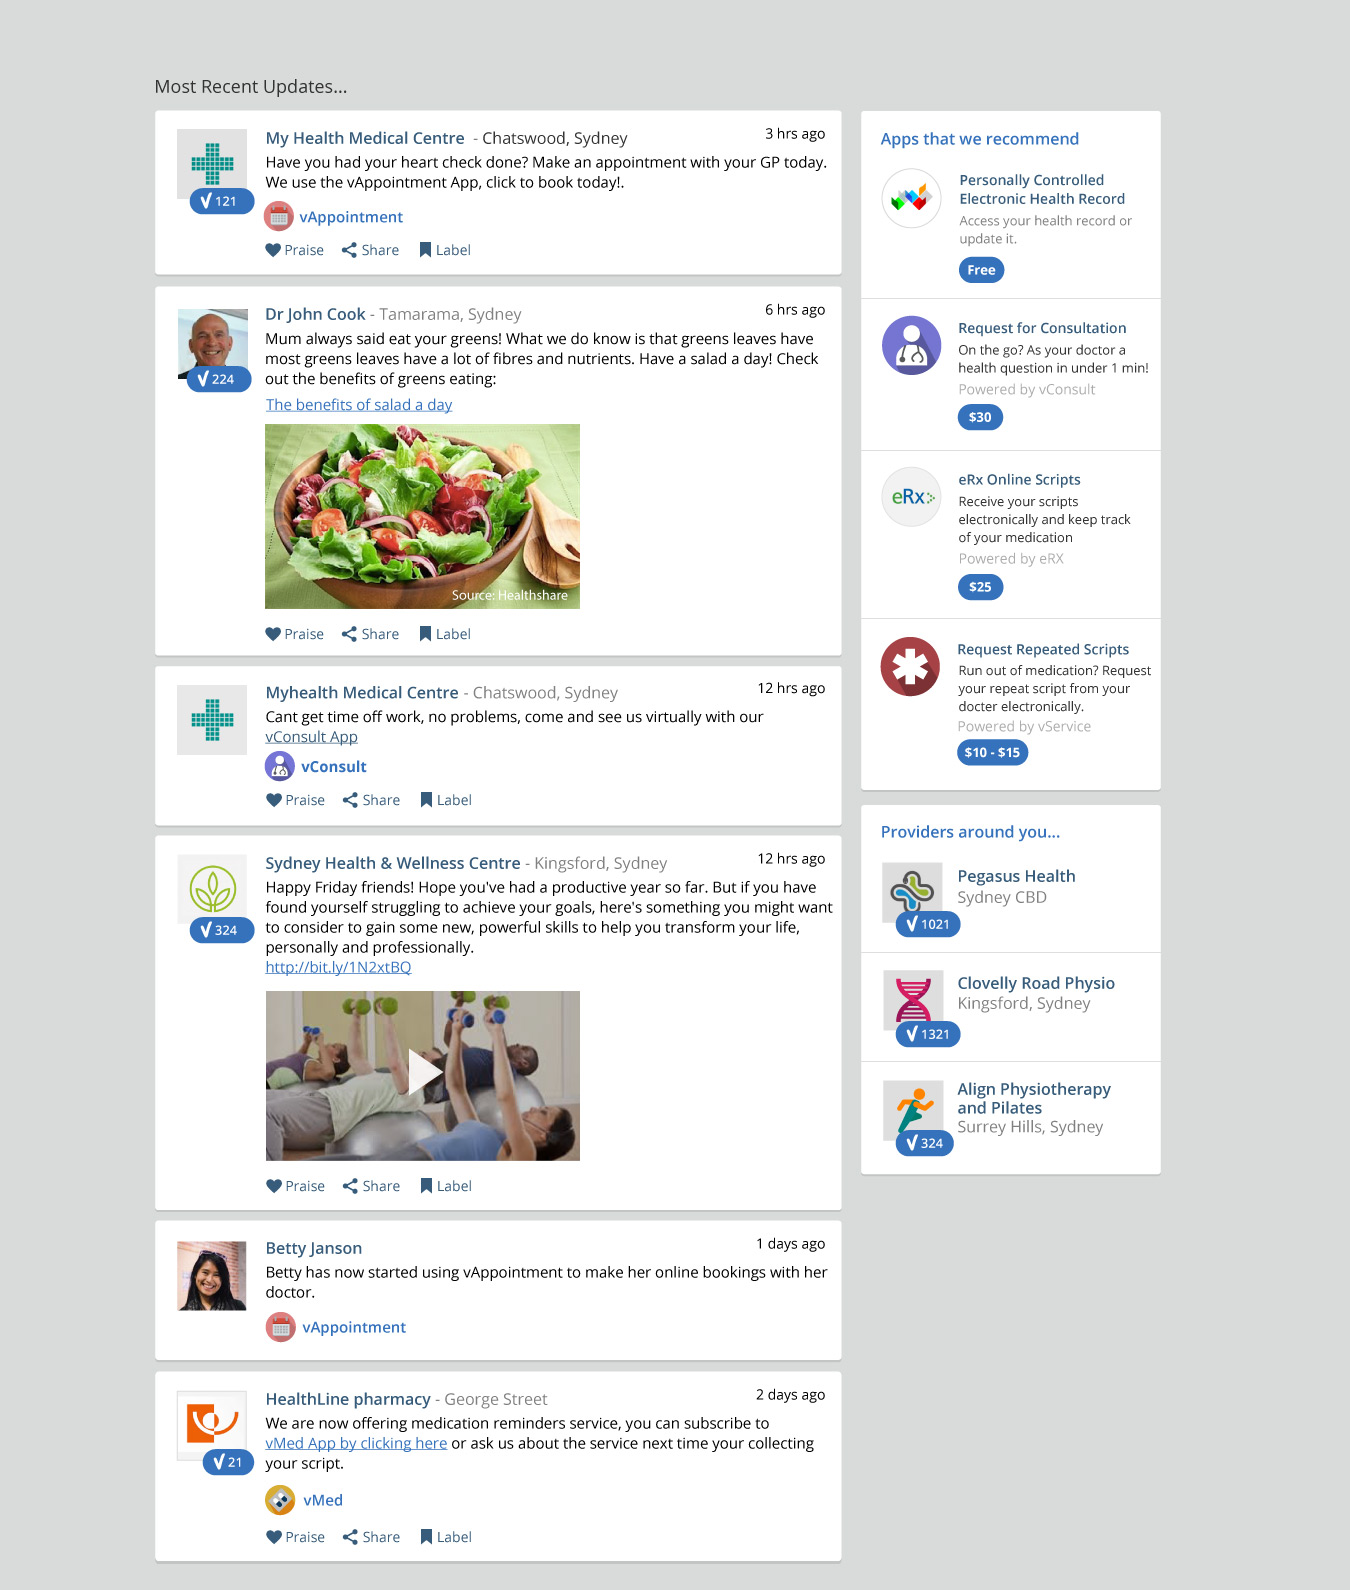 Most Recent Updates...
My Health Medical Centre - Chatswood, Sydney
3 hrs ago
Have you had your heart check done? Make an appointment with your GP today.
We use the vAppointment App, click to book today!.
121
vAppointment
Praise Share Label
Dr John Cook - Tamarama, Sydney
6 hrs ago
Mum always said eat your greens! What we do know is that greens leaves have
most greens leaves have a lot of fibres and nutrients. Have a salad a day! Check
out the benefits of greens eating:
224
The benefits of salad a day
Source: Healthshare
Praise Share Label
Myhealth Medical Centre - Chatswood, Sydney
12 hrs ago
Cant get time off work, no problems, come and see us virtually with our
vConsult App
vConsult
Praise Share Label
Sydney Health & Wellness Centre - Kingsford, Sydney
12 hrs ago
Happy Friday friends! Hope you've had a productive year so far. But if you have
found yourself struggling to achieve your goals, here's something you might want
to consider to gain some new, powerful skills to help you transform your life,
personally and professionally.
324
http://bit.ly/1N2xtBQ
Praise Share Label
Betty Janson
1 days ago
Betty has now started using vAppointment to make her online bookings with her
doctor.
vAppointment
HealthLine pharmacy - George Street
2 days ago
We are now offering medication reminders service, you can subscribe to
vMed App by clicking here or ask us about the service next time your collecting
your script.
21
vMed
Praise Share Label
Apps that we recommend
Personally Controlled
Electronic Health Record
Access your health record or
update it.
Free
Request for Consultation
On the go? As your doctor a
health question in under 1 min!
Powered by vConsult
$30
eRx
eRx Online Scripts
Receive your scripts
electronically and keep track
of your medication
Powered by eRX
$25
Request Repeated Scripts
Run out of medication? Request
your repeat script from your
docter electronically.
Powered by vService
$10 - $15
Providers around you...
Pegasus Health
Sydney CBD
1021
Clovelly Road Physio
Kingsford, Sydney
1321
Align Physiotherapy
and Pilates
Surrey Hills, Sydney
324